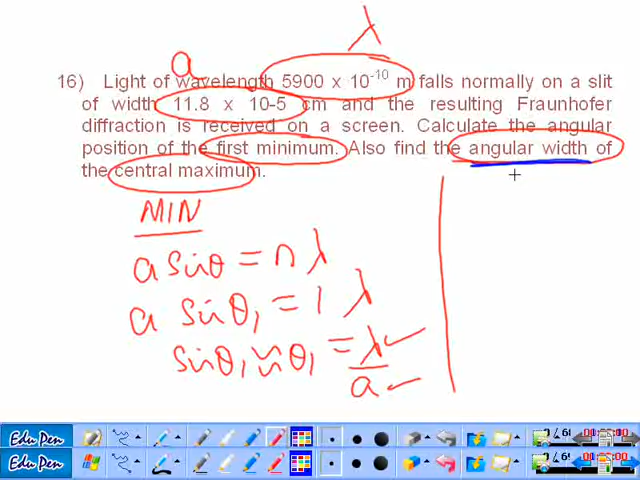 λ
a
16) Light of wavelength 5900 x 10⁻¹⁰ m falls normally on a slit
of width 11.8 x 10-5 cm and the resulting Fraunhofer
diffraction is received on a screen. Calculate the angular
position of the first minimum. Also find the angular width of
the central maximum.
MIN
a sinθ = n λ
a sinθ₁ = 1 λ
sinθ₁ ≈ θ₁ = λ/a
Edu Pen
Edu Pen